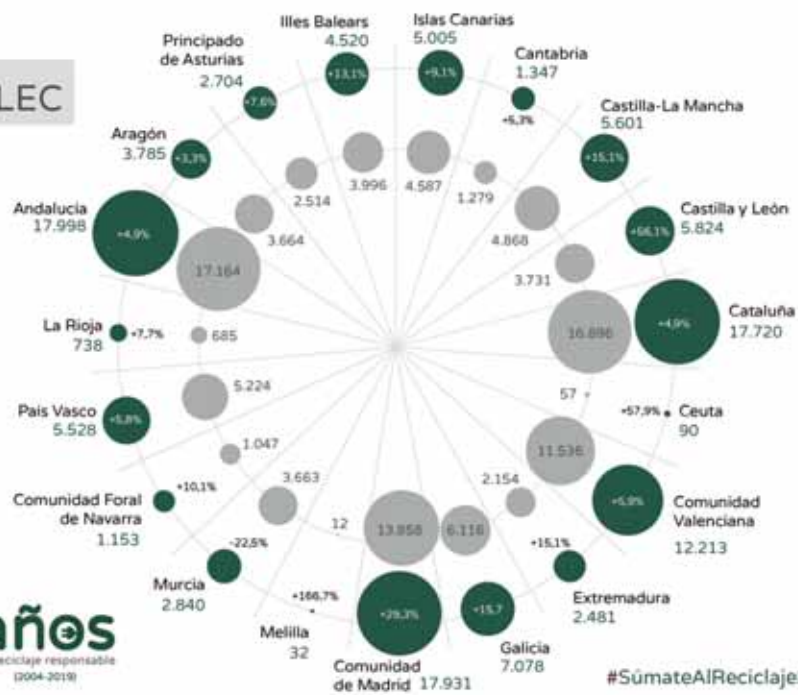 LEC
Illes Balears
4.520
+13,1%
3.996
Islas Canarias
5.005
+9,1%
4.587
Cantabria
1.347
+5,3%
1.279
Castilla-La Mancha
5.601
+15,1%
4.868
Castilla y León
5.824
+56,1%
3.731
Cataluña
17.720
+4,9%
16.896
Ceuta
90
+57,9%
57
Comunidad
Valenciana
12.213
+5,9%
11.536
Extremadura
2.481
+15,1%
2.154
Galicia
7.078
+15,7
6.116
Comunidad
de Madrid 17.931
+29,3%
13.858
Melilla
32
+166,7%
12
Murcia
2.840
-22,5%
3.663
Comunidad Foral
de Navarra
1.153
+10,1%
1.047
País Vasco
5.528
+5,8%
5.224
La Rioja
738
+7,7%
685
Andalucía
17.998
+4,9%
17.164
Aragón
3.785
+3,3%
3.664
Principado
de Asturias
2.704
+7,6%
2.514
años
reciclaje responsable
(2004-2019)
#SúmateAlReciclaje